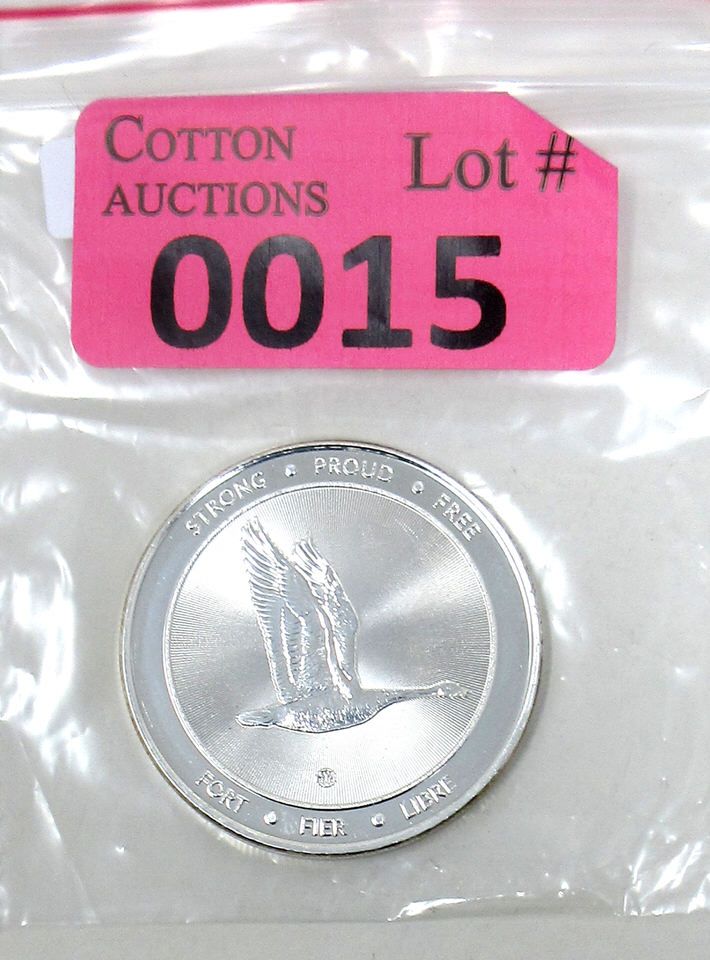 COTTON
AUCTIONS
Lot #
0015
STRONG • PROUD • FREE
FORT • FIER • LIBRE